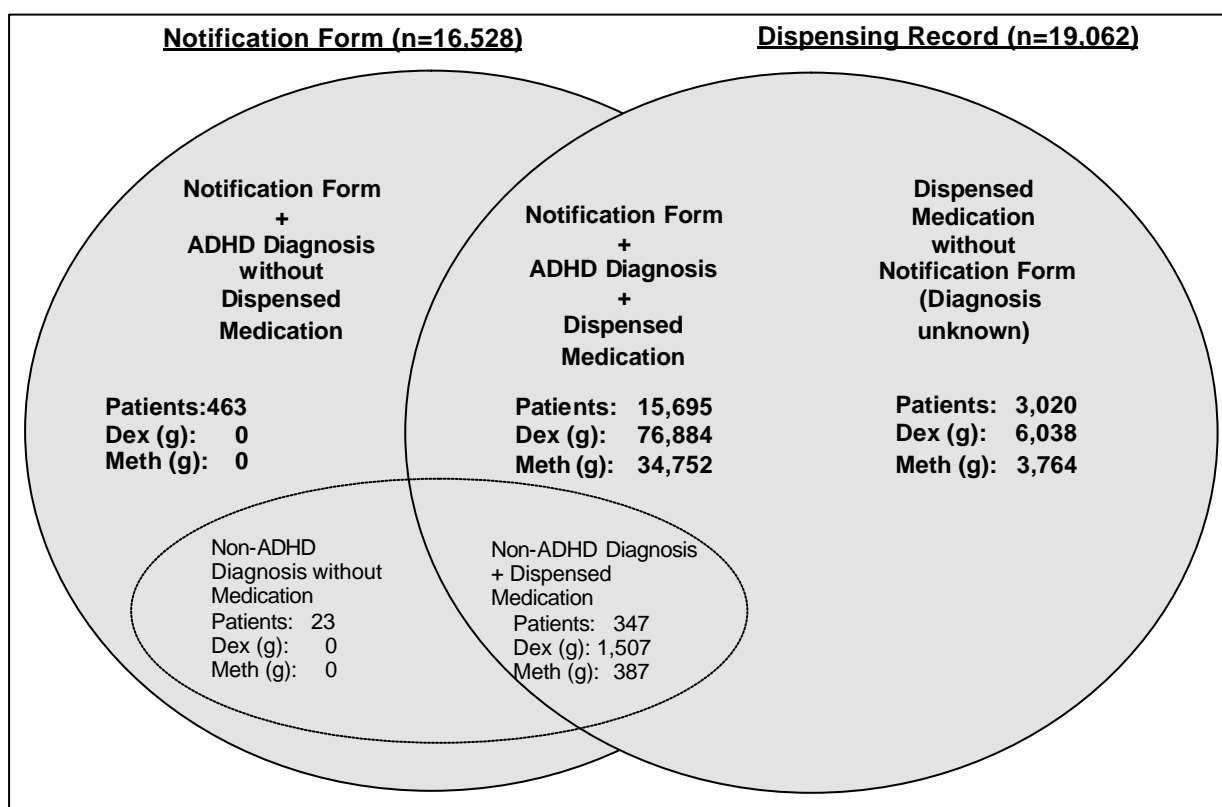 Notification Form (n=16,528)
Dispensing Record (n=19,062)
Notification Form
+
ADHD Diagnosis
without
Dispensed
Medication
Patients:463
Dex (g): 0
Meth (g): 0
Notification Form
+
ADHD Diagnosis
+
Dispensed
Medication
Patients: 15,695
Dex (g): 76,884
Meth (g): 34,752
Dispensed
Medication
without
Notification Form
(Diagnosis
unknown)
Patients: 3,020
Dex (g): 6,038
Meth (g): 3,764
Non-ADHD
Diagnosis without
Medication
Patients: 23
Dex (g): 0
Meth (g): 0
Non-ADHD Diagnosis
+ Dispensed
Medication
Patients: 347
Dex (g): 1,507
Meth (g): 387